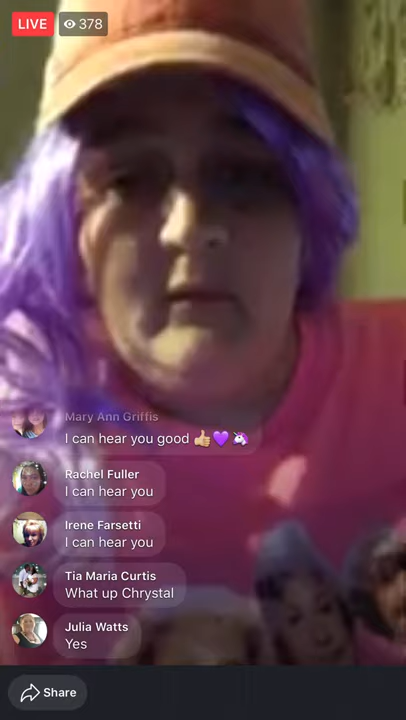 LIVE 378
Mary Ann Griffis
I can hear you good 👍🏼💜🦄
Rachel Fuller
I can hear you
Irene Farsetti
I can hear you
Tia Maria Curtis
What up Chrystal
Julia Watts
Yes
Share